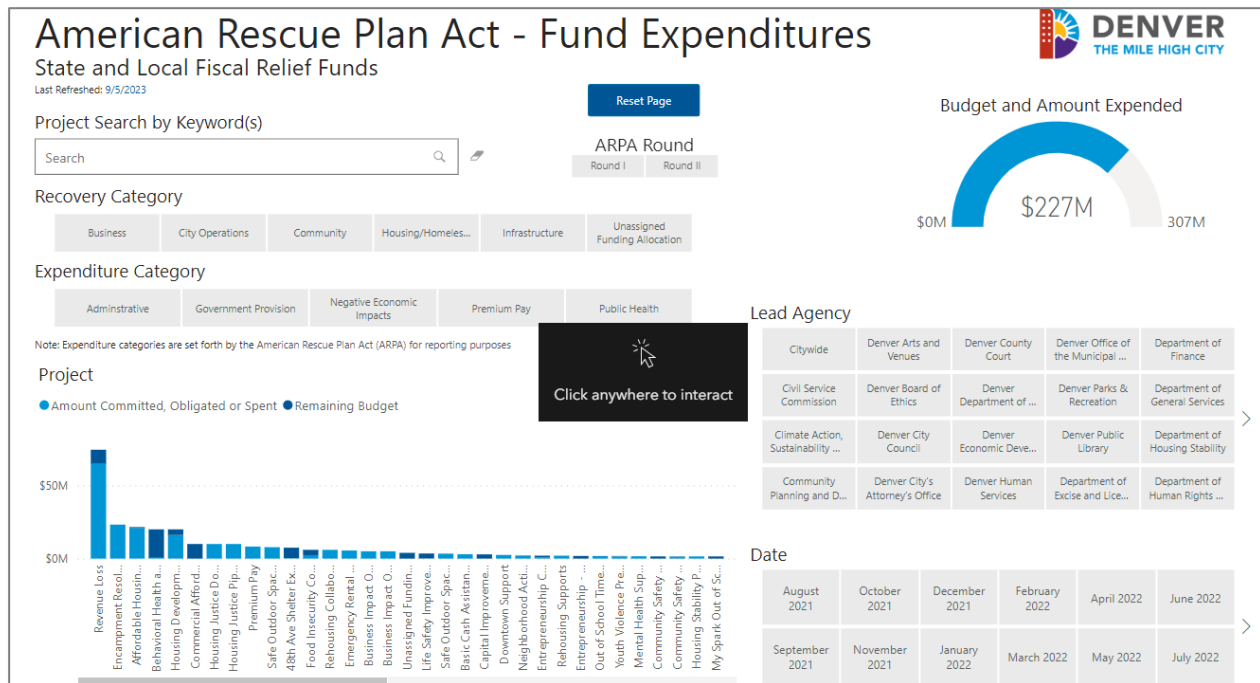 American Rescue Plan Act - Fund Expenditures
State and Local Fiscal Relief Funds
Last Refreshed: 9/5/2023
DENVER
THE MILE HIGH CITY
Reset Page
Project Search by Keyword(s)
Search
ARPA Round
Round I
Round II
Budget and Amount Expended
$227M
$0M
307M
Recovery Category
Business
City Operations
Community
Housing/Homeles...
Infrastructure
Unassigned
Funding Allocation
Expenditure Category
Adminstrative
Government Provision
Negative Economic
Impacts
Premium Pay
Public Health
Note: Expenditure categories are set forth by the American Rescue Plan Act (ARPA) for reporting purposes
Click anywhere to interact
Project
Amount Committed, Obligated or Spent
Remaining Budget
$50M
$0M
Revenue Loss
Encampment Resol...
Affordable Housin...
Behavioral Health a...
Housing Developm...
Commercial Afford...
Housing Justice Do...
Housing Justice Pip...
Premium Pay
Safe Outdoor Spac...
48th Ave Shelter Ex...
Food Insecurity Co...
Rehousing Collabo...
Emergency Rental ...
Business Impact O...
Business Impact O...
Unassigned Fundin...
Life Safety Improve...
Safe Outdoor Spac...
Basic Cash Assistan...
Capital Improveme...
Downtown Support
Neighborhood Acti...
Entrepreneurship C...
Rehousing Supports
Entrepreneurship - ...
Out of School Time...
Youth Violence Pre...
Mental Health Sup...
Community Safety ...
Community Safety ...
Housing Stability P...
My Spark Out of Sc...
Lead Agency
Citywide
Denver Arts and
Venues
Denver County
Court
Denver Office of
the Municipal ...
Department of
Finance
Civil Service
Commission
Denver Board of
Ethics
Denver
Department of ...
Denver Parks &
Recreation
Department of
General Services
Climate Action,
Sustainability ...
Denver City
Council
Denver
Economic Deve...
Denver Public
Library
Department of
Housing Stability
Community
Planning and D...
Denver City's
Attorney's Office
Denver Human
Services
Department of
Excise and Lice...
Department of
Human Rights ...
Date
August
2021
October
2021
December
2021
February
2022
April 2022
June 2022
September
2021
November
2021
January
2022
March 2022
May 2022
July 2022